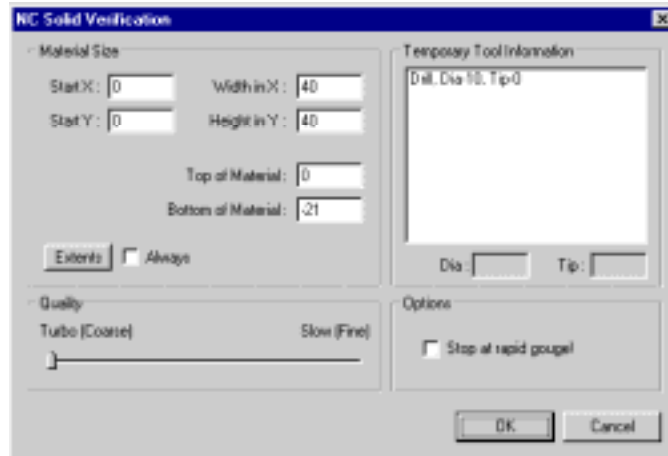 NC Solid Verification
Material Size
Start X : 0
Width in X : 40
Start Y : 0
Height in Y : 40
Top of Material : 0
Bottom of Material : -21
Extents
Always
Temporary Tool Information
Drill, Dia-10, Tip-0
Dia :
Tip :
Quality
Turbo (Coarse)
Slow (Fine)
Options
Stop at rapid gouge!
OK
Cancel